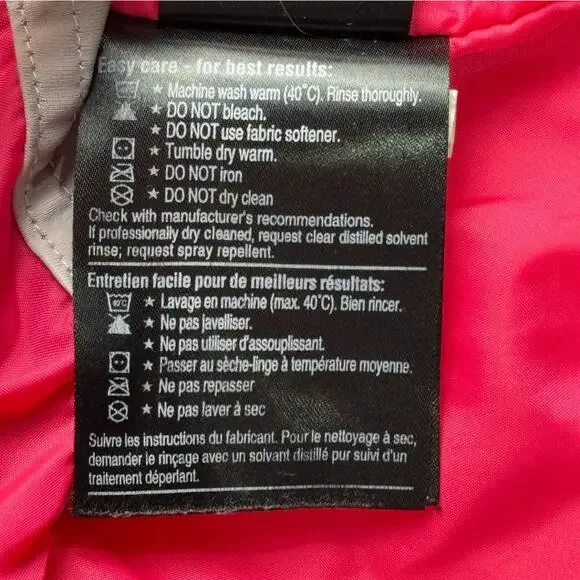 Easy care - for best results:
★ Machine wash warm (40°C). Rinse thoroughly.
★ DO NOT bleach.
★ DO NOT use fabric softener.
★ Tumble dry warm.
★ DO NOT iron
★ DO NOT dry clean
Check with manufacturer's recommendations.
If professionally dry cleaned, request clear distilled solvent
rinse; request spray repellent.
Entretien facile pour de meilleurs résultats:
40°C ★ Lavage en machine (max. 40°C). Bien rincer.
★ Ne pas javelliser.
★ Ne pas utiliser d'assouplissant.
★ Passer au sèche-linge à température moyenne.
★ Ne pas repasser
★ Ne pas laver à sec
Suivre les instructions du fabricant. Pour le nettoyage à sec,
demander le rinçage avec un solvant distillé pur suivi d'un
traitement déperlant.